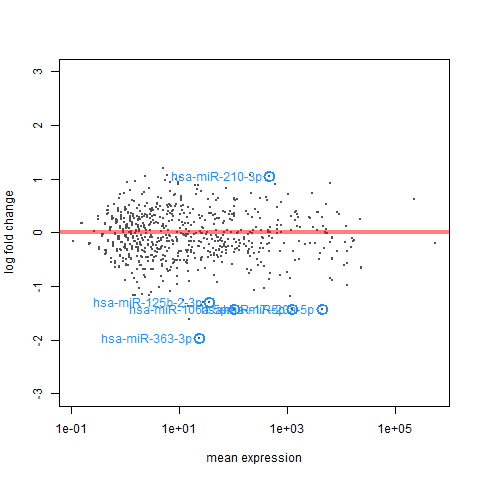 3
2
1
0
-1
-2
-3
log fold change
hsa-miR-210-3p
hsa-miR-125b-2-3p
hsa-miR-363-3p
1e-01
1e+01
1e+03
1e+05
mean expression